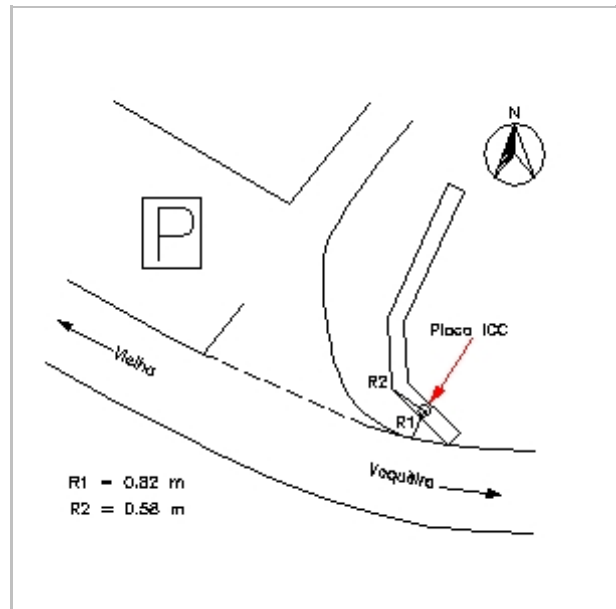 N
P
Placa ICC
R2
R1
Vielha
Vaquèira
R1 = 0.82 m
R2 = 0.58 m